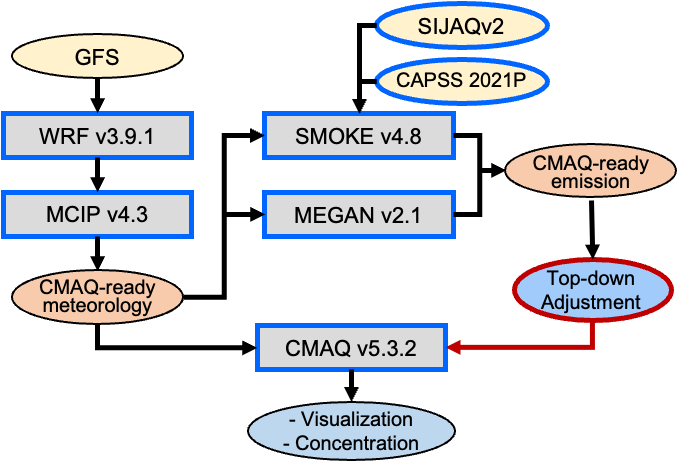 SIJAQv2
GFS
CAPSS 2021P
WRF v3.9.1
SMOKE v4.8
CMAQ-ready
emission
MCIP v4.3
MEGAN v2.1
CMAQ-ready
meteorology
Top-down
Adjustment
CMAQ v5.3.2
- Visualization
- Concentration